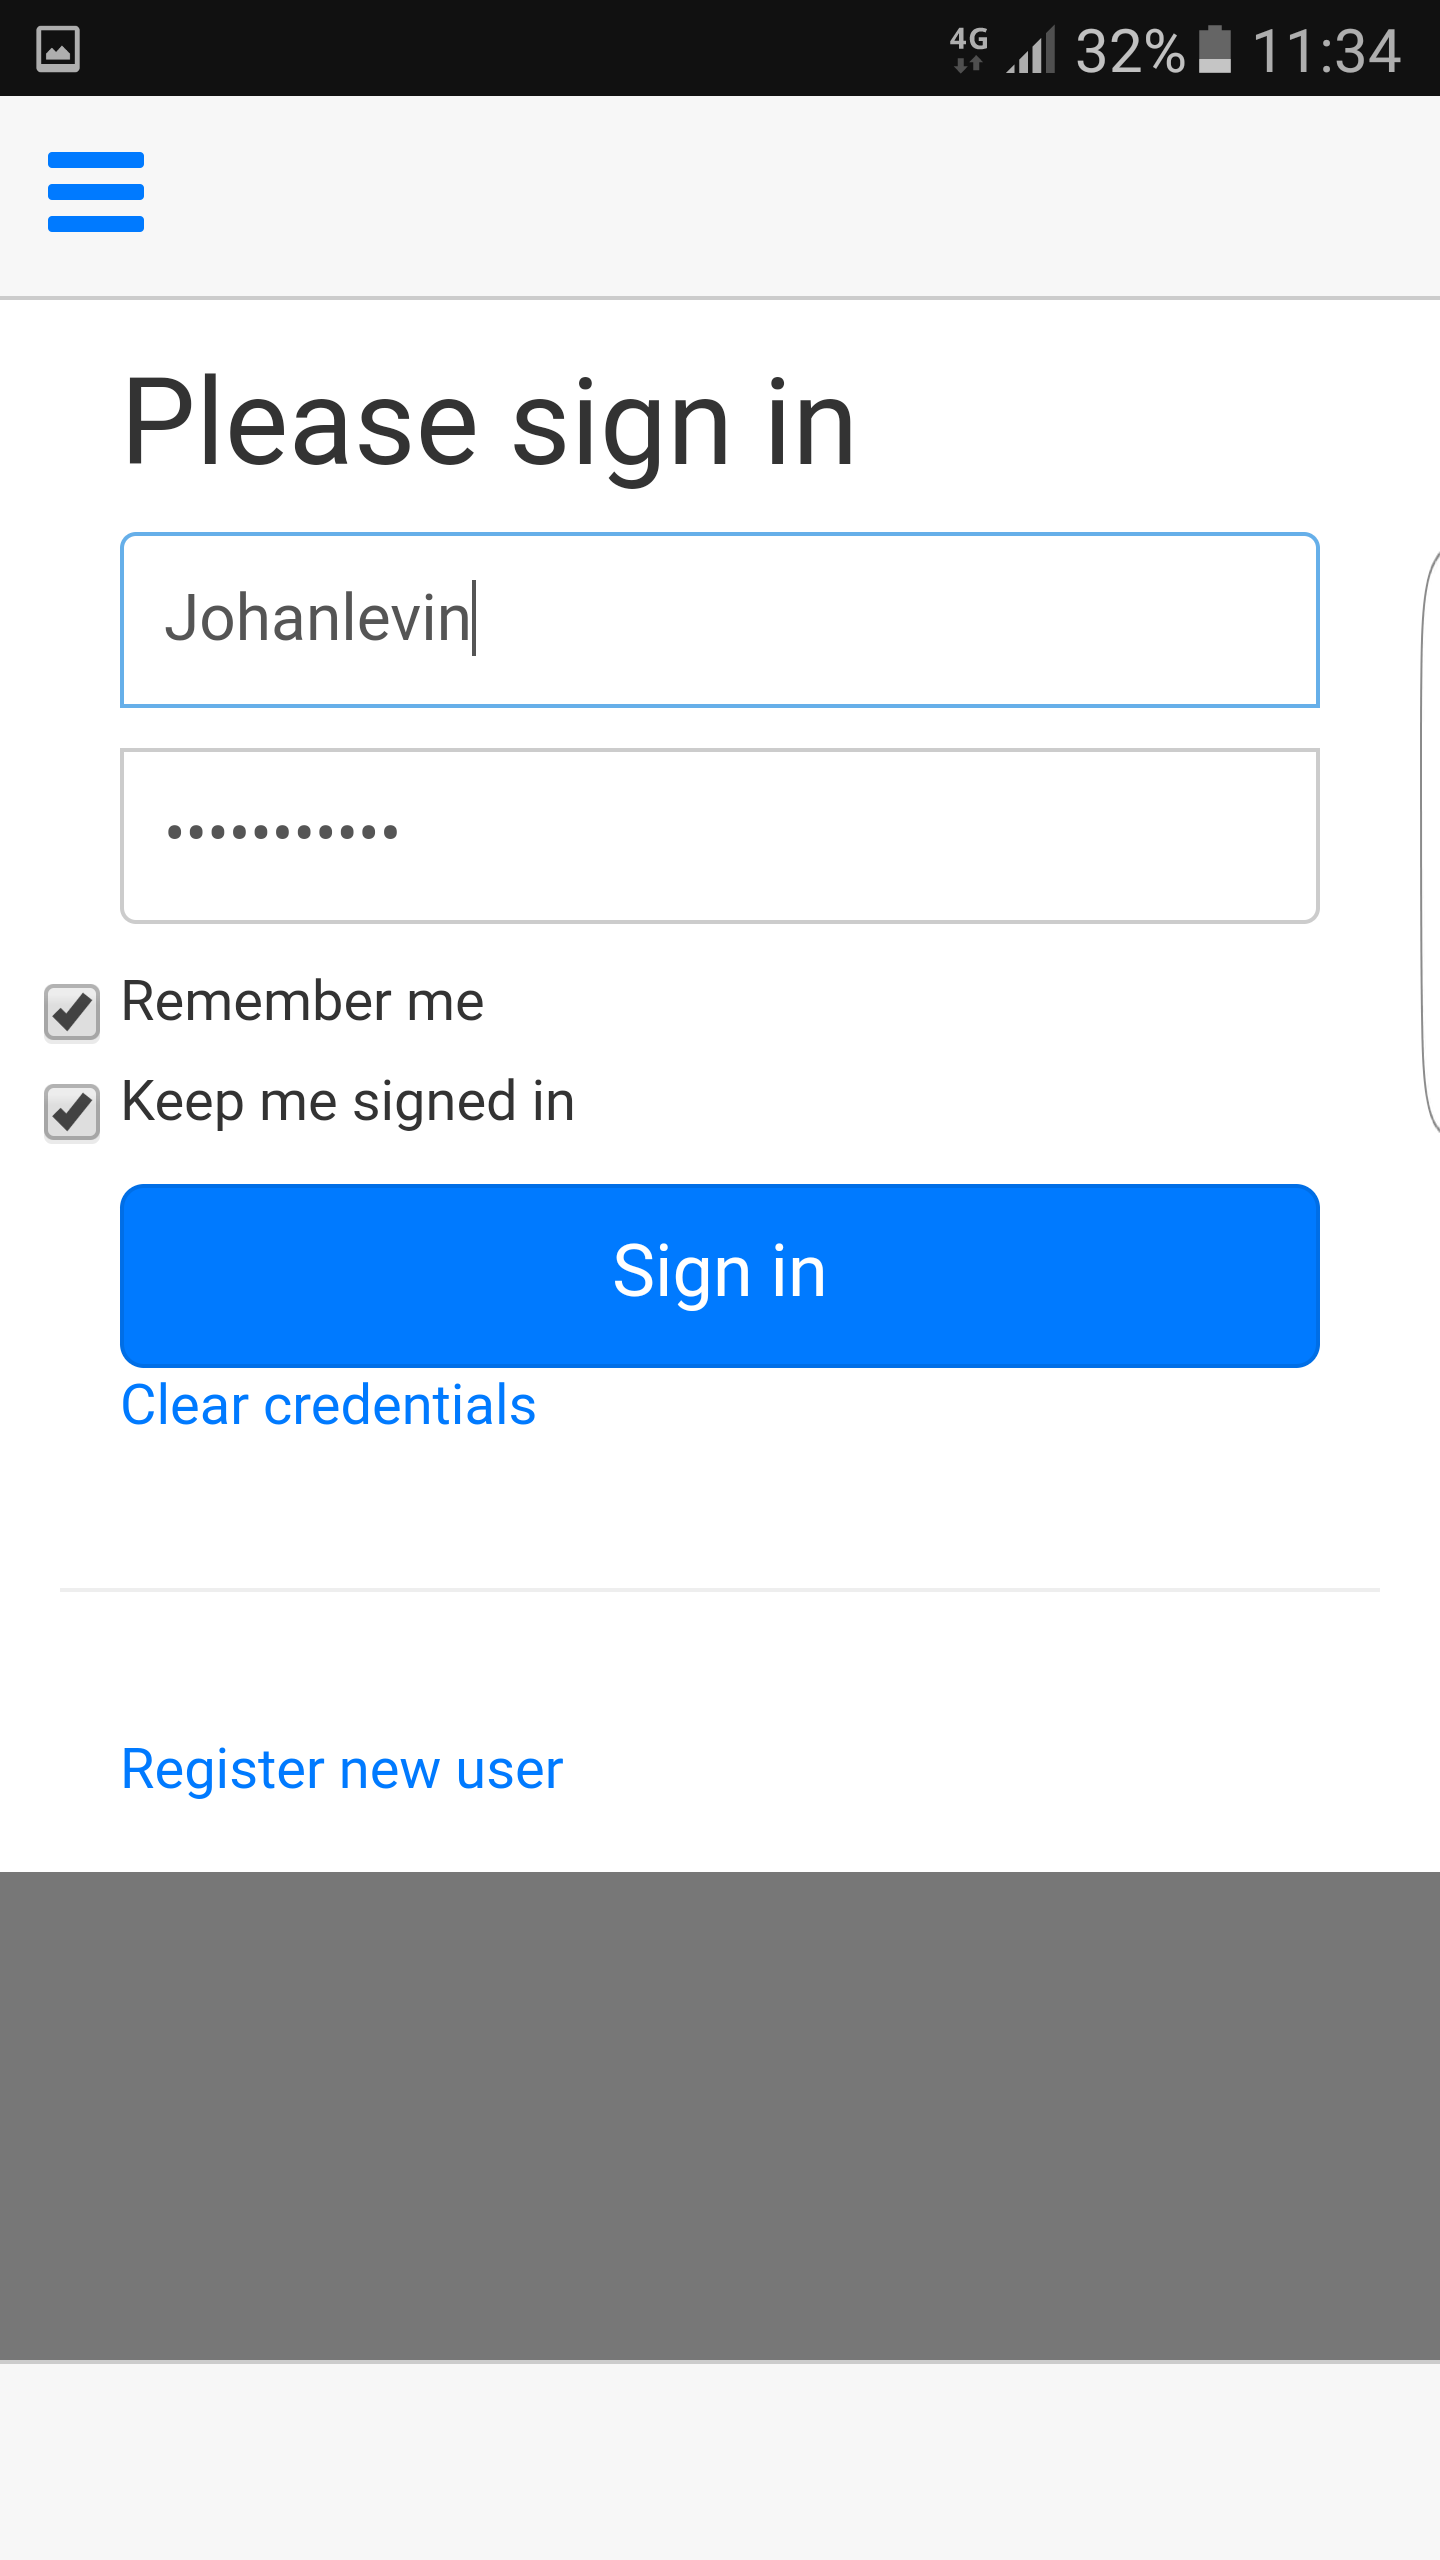 4G 32% 11:34
Please sign in
Johanlevin
•••••••••••
Remember me
Keep me signed in
Sign in
Clear credentials
Register new user